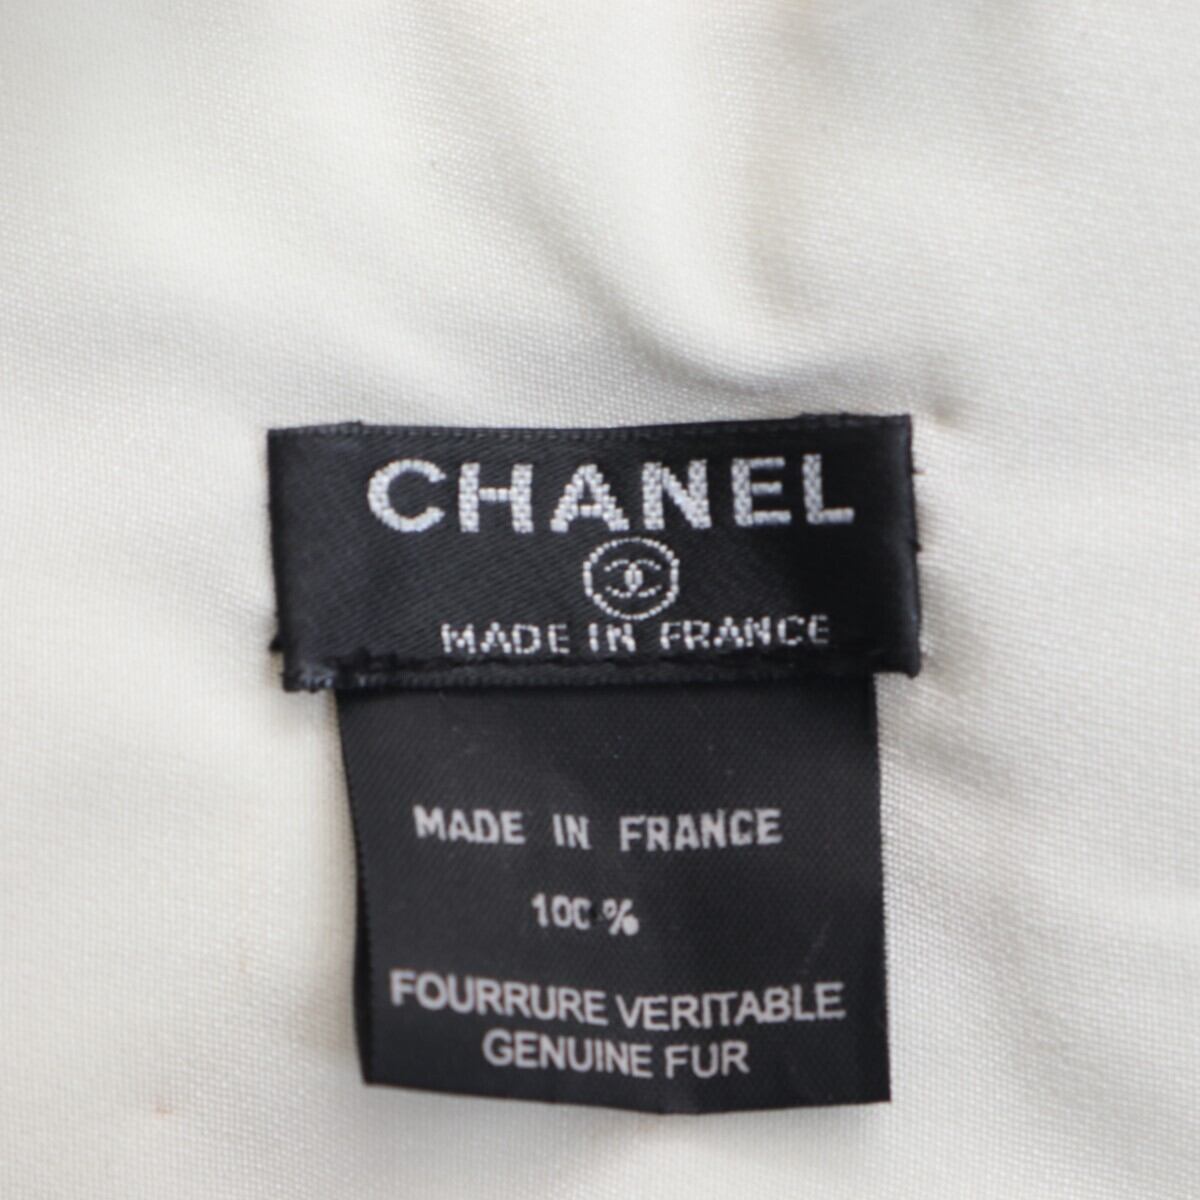 CHANEL
MADE IN FRANCE
MADE IN FRANCE
100%
FOURRURE VERITABLE
GENUINE FUR